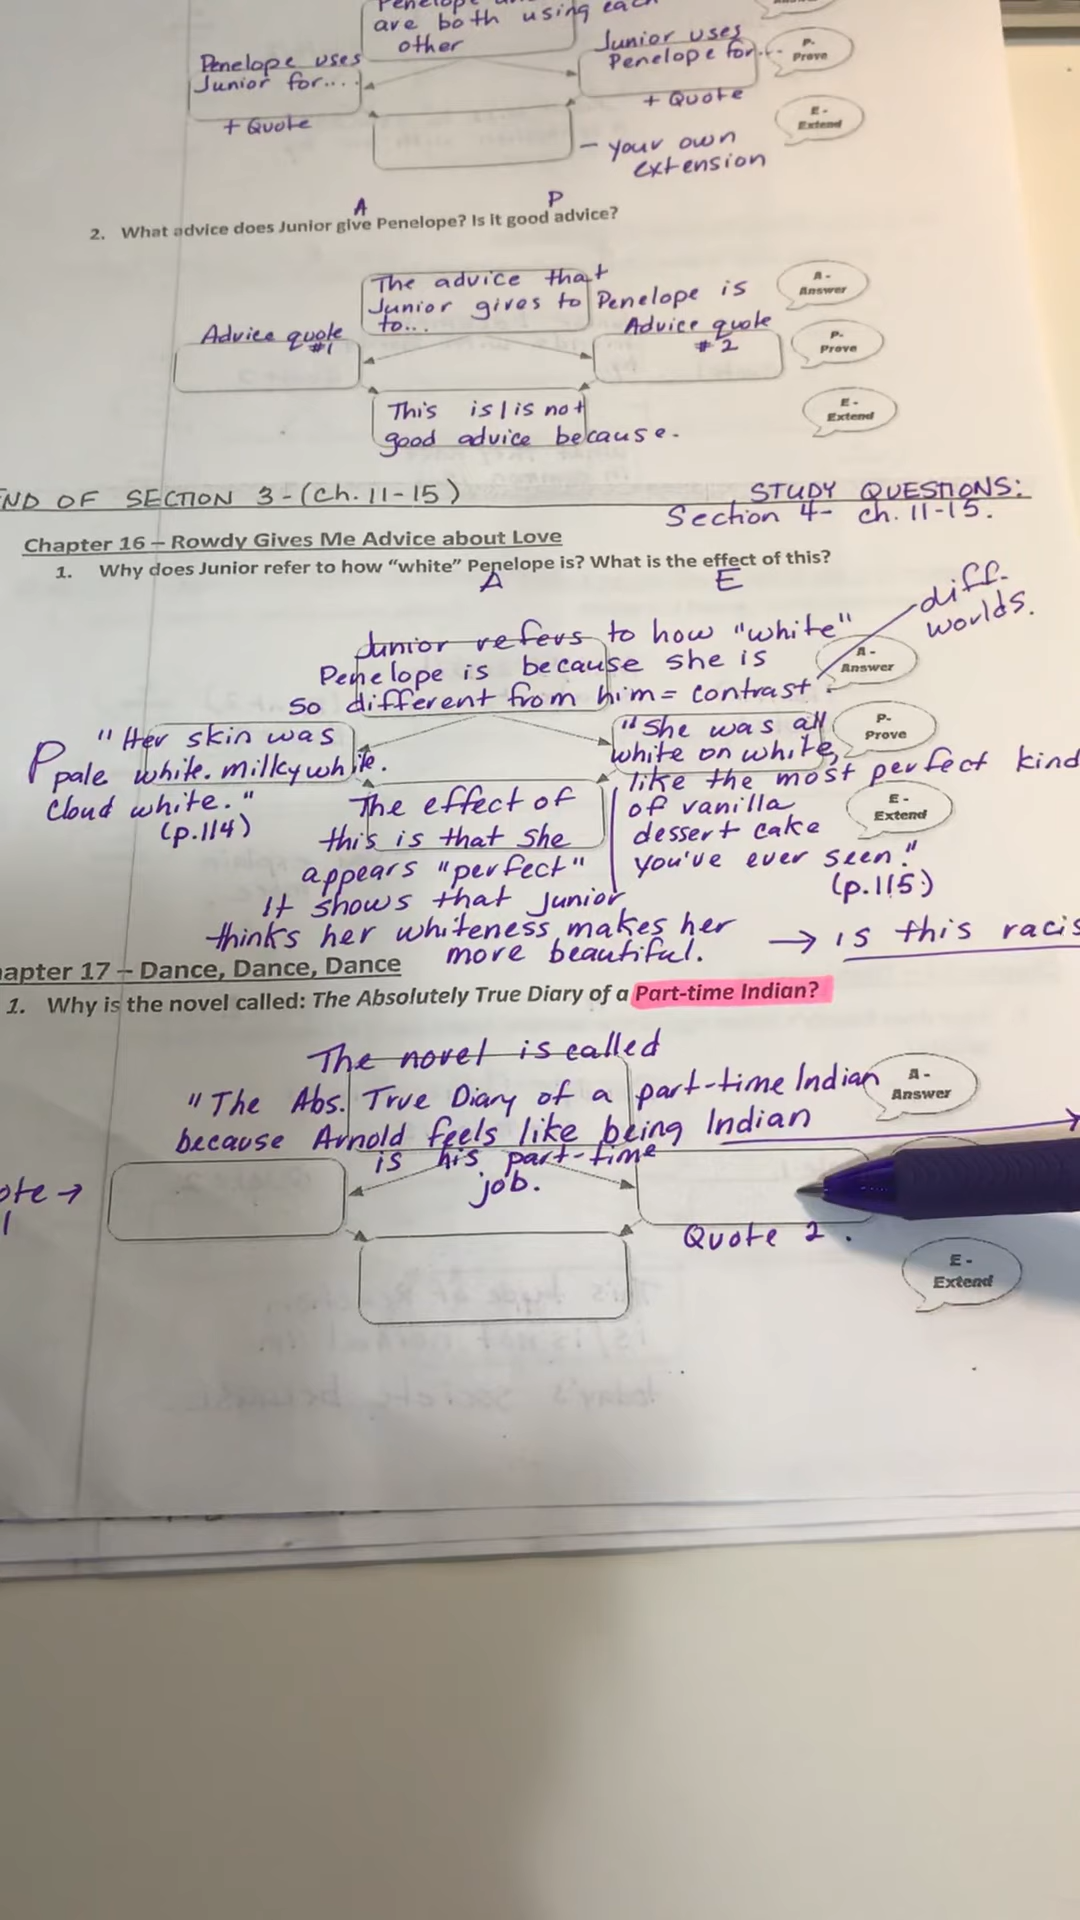 are both using each
other
Penelope uses
Junior for....
+ Quote
Junior uses
Penelope for...
+ Quote
P-
Prove
E-
Extend
- your own
extension
A P
2. What advice does Junior give Penelope? Is it good advice?
The advice that
Junior gives to Penelope is
to...
A-
Answer
Advice quote
#1
Advice quote
#2
P-
Prove
This is / is not
good advice because.
E-
Extend
END OF SECTION 3-(Ch. 11-15)
STUDY QUESTIONS:
Section 4- ch. 11-15.
Chapter 16 – Rowdy Gives Me Advice about Love
1. Why does Junior refer to how "white" Penelope is? What is the effect of this?
A E
diff.
worlds.
Junior refers to how "white"
Penelope is because she is
so different from him = contrast.
A-
Answer
P "Her skin was
pale white. milky white.
cloud white."
(p.114)
"She was all
white on white,
like the most perfect kind
of vanilla
dessert cake
you've ever seen."
(p.115)
P-
Prove
E-
Extend
The effect of
this is that she
appears "perfect"
It shows that Junior
thinks her whiteness makes her
more beautiful.
→ is this racis
hapter 17 – Dance, Dance, Dance
1. Why is the novel called: The Absolutely True Diary of a Part-time Indian?
The novel is called
"The Abs. True Diary of a part-time Indian
because Arnold feels like being Indian
is his part-time
job.
A-
Answer
ote →
1
Quote 2.
E-
Extend